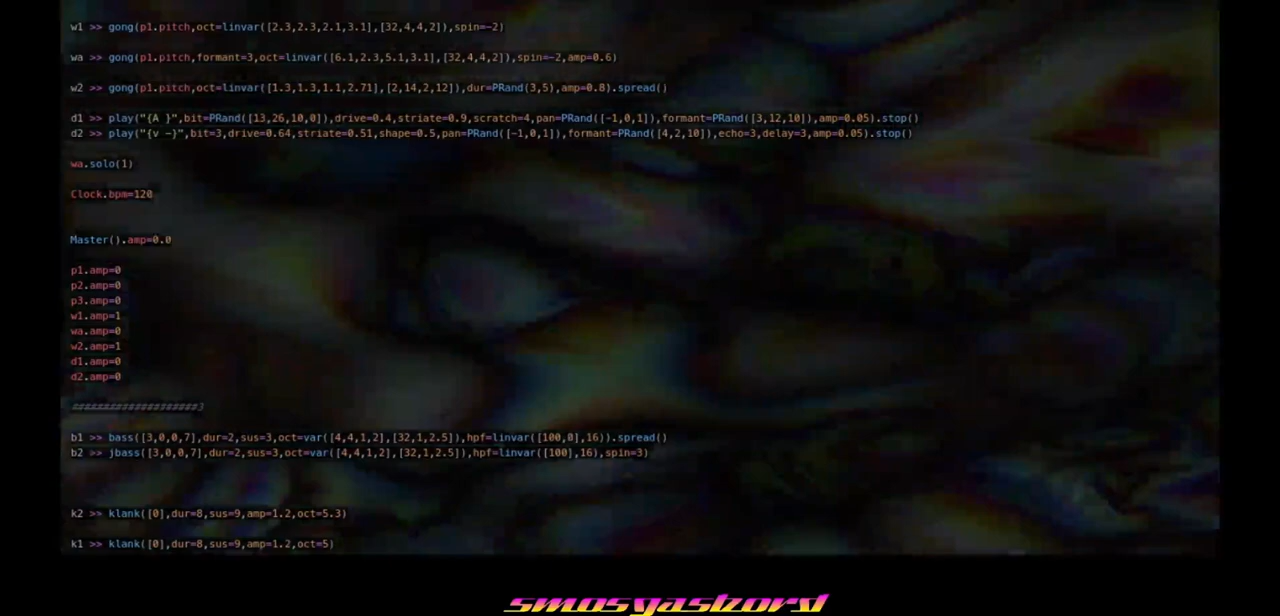 w1 >> gong(p1.pitch,oct=linvar([2.3,2.3,2.1,3.1],[32,4,4,2]),spin=-2)
wa >> gong(p1.pitch,formant=3,oct=linvar([6.1,2.3,5.1,3.1],[32,4,4,2]),spin=-2,amp=0.6)
w2 >> gong(p1.pitch,oct=linvar([1.3,1.3,1.1,2.71],[2,14,2,12]),dur=PRand(3,5),amp=0.8).spread()
d1 >> play("{A }",bit=PRand([13,26,10,0]),drive=0.4,striate=0.9,scratch=4,pan=PRand([-1,0,1]),formant=PRand([3,12,10]),amp=0.05).stop()
d2 >> play("{v ~}",bit=3,drive=0.64,striate=0.51,shape=0.5,pan=PRand([-1,0,1]),formant=PRand([4,2,10]),echo=3,delay=3,amp=0.05).stop()
wa.solo(1)
Clock.bpm=120
Master().amp=0.0
p1.amp=0
p2.amp=0
p3.amp=0
w1.amp=1
wa.amp=0
w2.amp=1
d1.amp=0
d2.amp=0
####################3
b1 >> bass([3,0,0,7],dur=2,sus=3,oct=var([4,4,1,2],[32,1,2.5]),hpf=linvar([100,0],16)).spread()
b2 >> jbass([3,0,0,7],dur=2,sus=3,oct=var([4,4,1,2],[32,1,2.5]),hpf=linvar([100],16),spin=3)
k2 >> klank([0],dur=8,sus=9,amp=1.2,oct=5.3)
k1 >> klank([0],dur=8,sus=9,amp=1.2,oct=5)